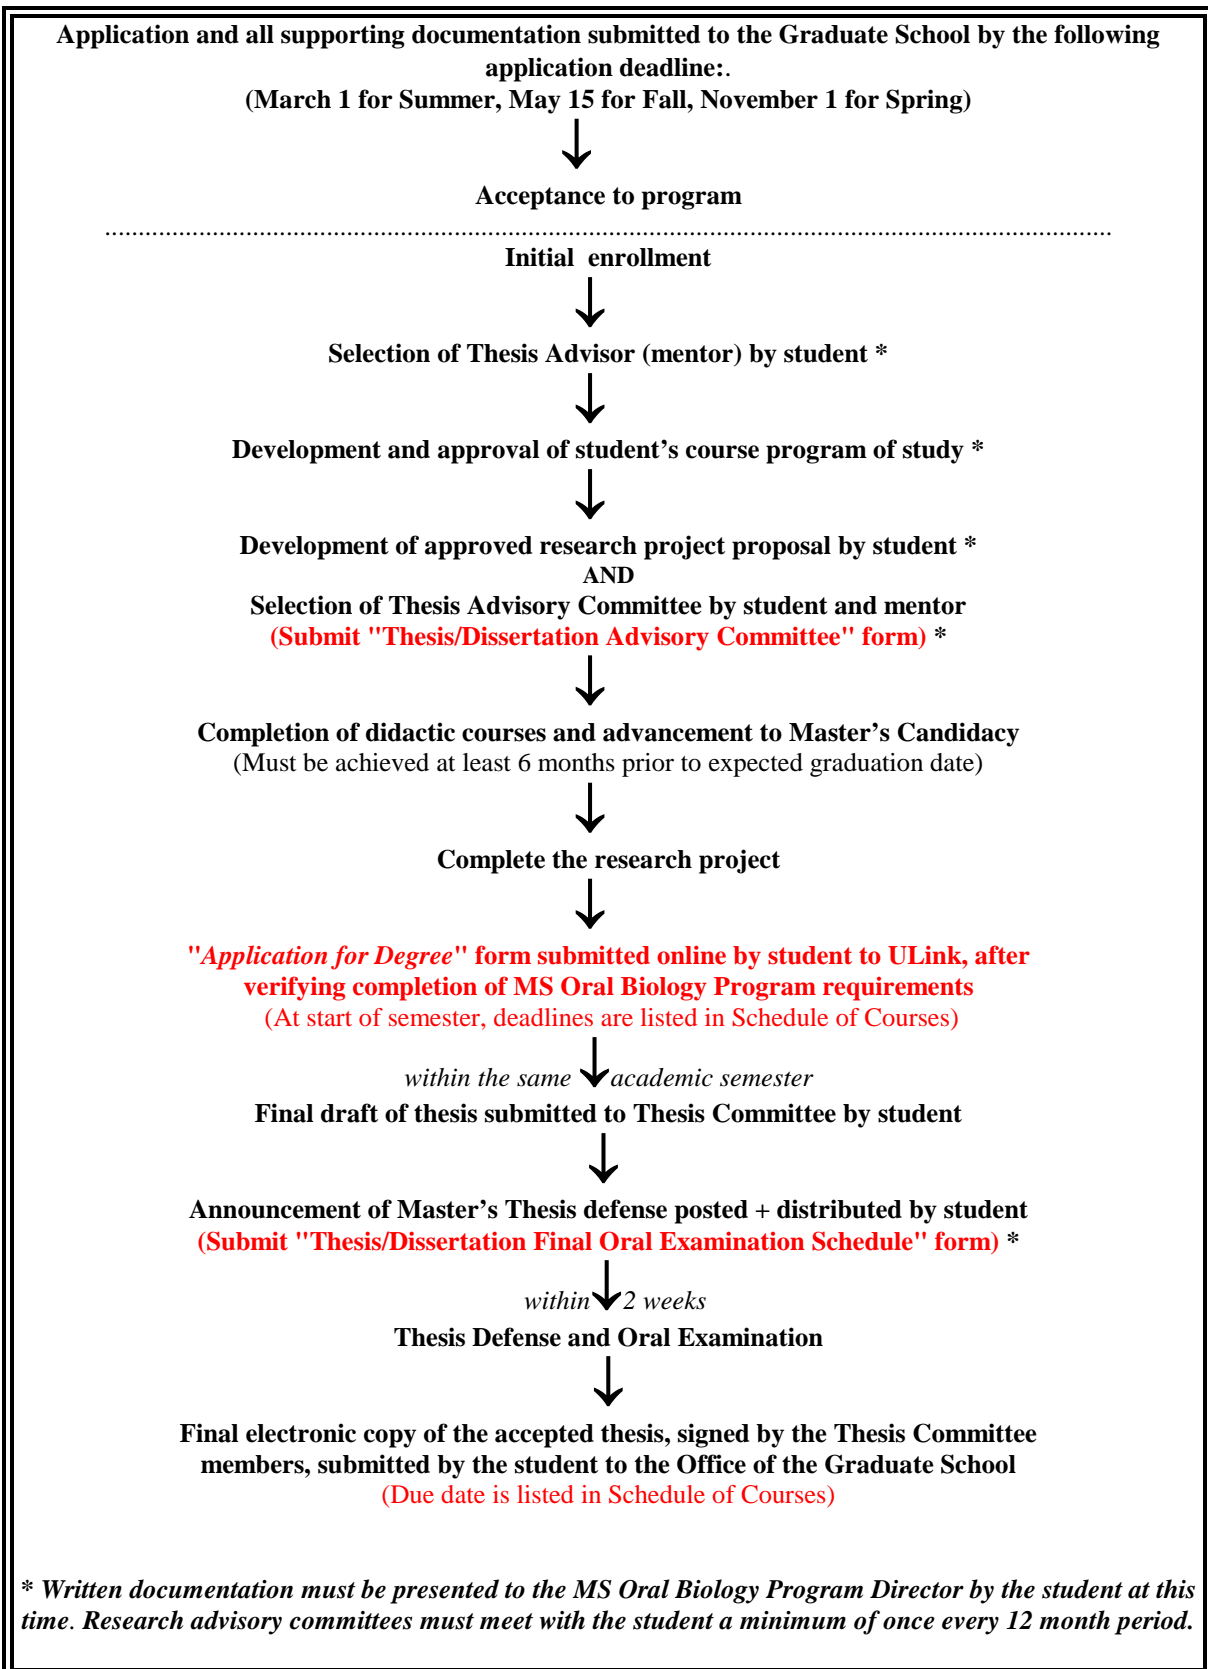 Application and all supporting documentation submitted to the Graduate School by the following
application deadline:.
(March 1 for Summer, May 15 for Fall, November 1 for Spring)
Acceptance to program
......................................................................................................................................................
Initial  enrollment
Selection of Thesis Advisor (mentor) by student *
Development and approval of student’s course program of study *
Development of approved research project proposal by student *
AND
Selection of Thesis Advisory Committee by student and mentor
(Submit "Thesis/Dissertation Advisory Committee" form) *
Completion of didactic courses and advancement to Master’s Candidacy
(Must be achieved at least 6 months prior to expected graduation date)
Complete the research project
"Application for Degree" form submitted online by student to ULink, after
verifying completion of MS Oral Biology Program requirements
(At start of semester, deadlines are listed in Schedule of Courses)
within the same academic semester
Final draft of thesis submitted to Thesis Committee by student
Announcement of Master’s Thesis defense posted + distributed by student
(Submit "Thesis/Dissertation Final Oral Examination Schedule" form) *
within 2 weeks
Thesis Defense and Oral Examination
Final electronic copy of the accepted thesis, signed by the Thesis Committee
members, submitted by the student to the Office of the Graduate School
(Due date is listed in Schedule of Courses)
* Written documentation must be presented to the MS Oral Biology Program Director by the student at this
time. Research advisory committees must meet with the student a minimum of once every 12 month period.